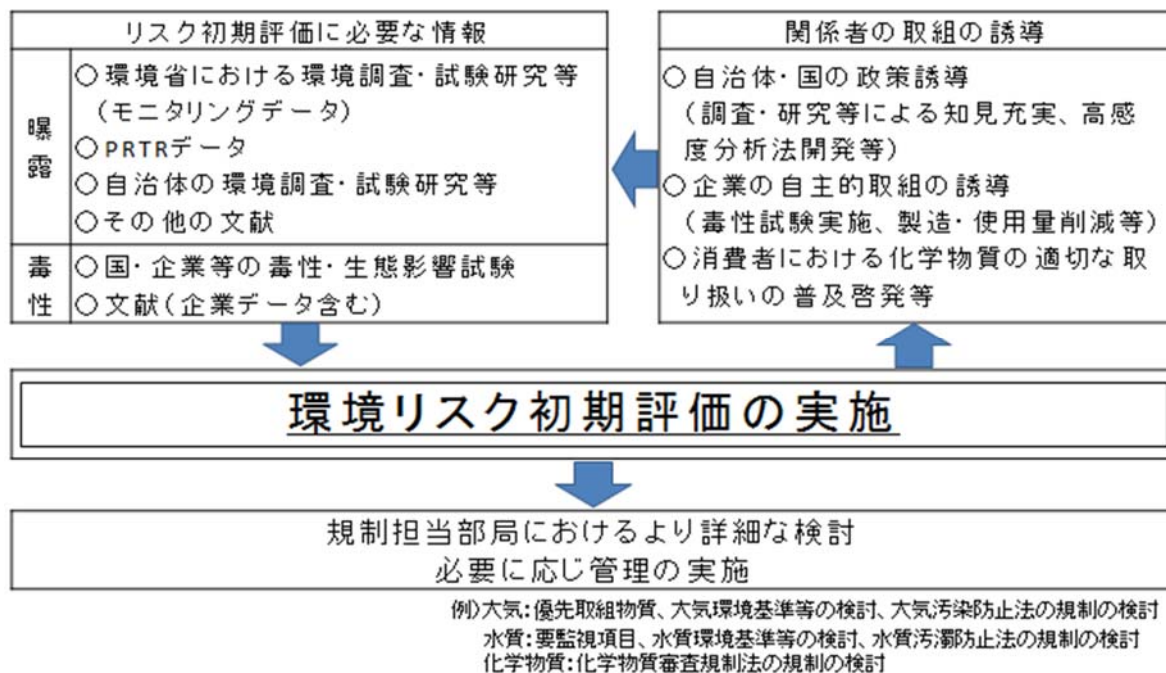 リスク初期評価に必要な情報
曝露
○環境省における環境調査・試験研究等
(モニタリングデータ)
○PRTRデータ
○自治体の環境調査・試験研究等
○その他の文献
毒性
○国・企業等の毒性・生態影響試験
○文献(企業データ含む)
関係者の取組の誘導
○自治体・国の政策誘導
(調査・研究等による知見充実、高感
度分析法開発等)
○企業の自主的取組の誘導
(毒性試験実施、製造・使用量削減等)
○消費者における化学物質の適切な取
り扱いの普及啓発等
環境リスク初期評価の実施
規制担当部局におけるより詳細な検討
必要に応じ管理の実施
例)大気:優先取組物質、大気環境基準等の検討、大気汚染防止法の規制の検討
水質:要監視項目、水質環境基準等の検討、水質汚濁防止法の規制の検討
化学物質:化学物質審査規制法の規制の検討